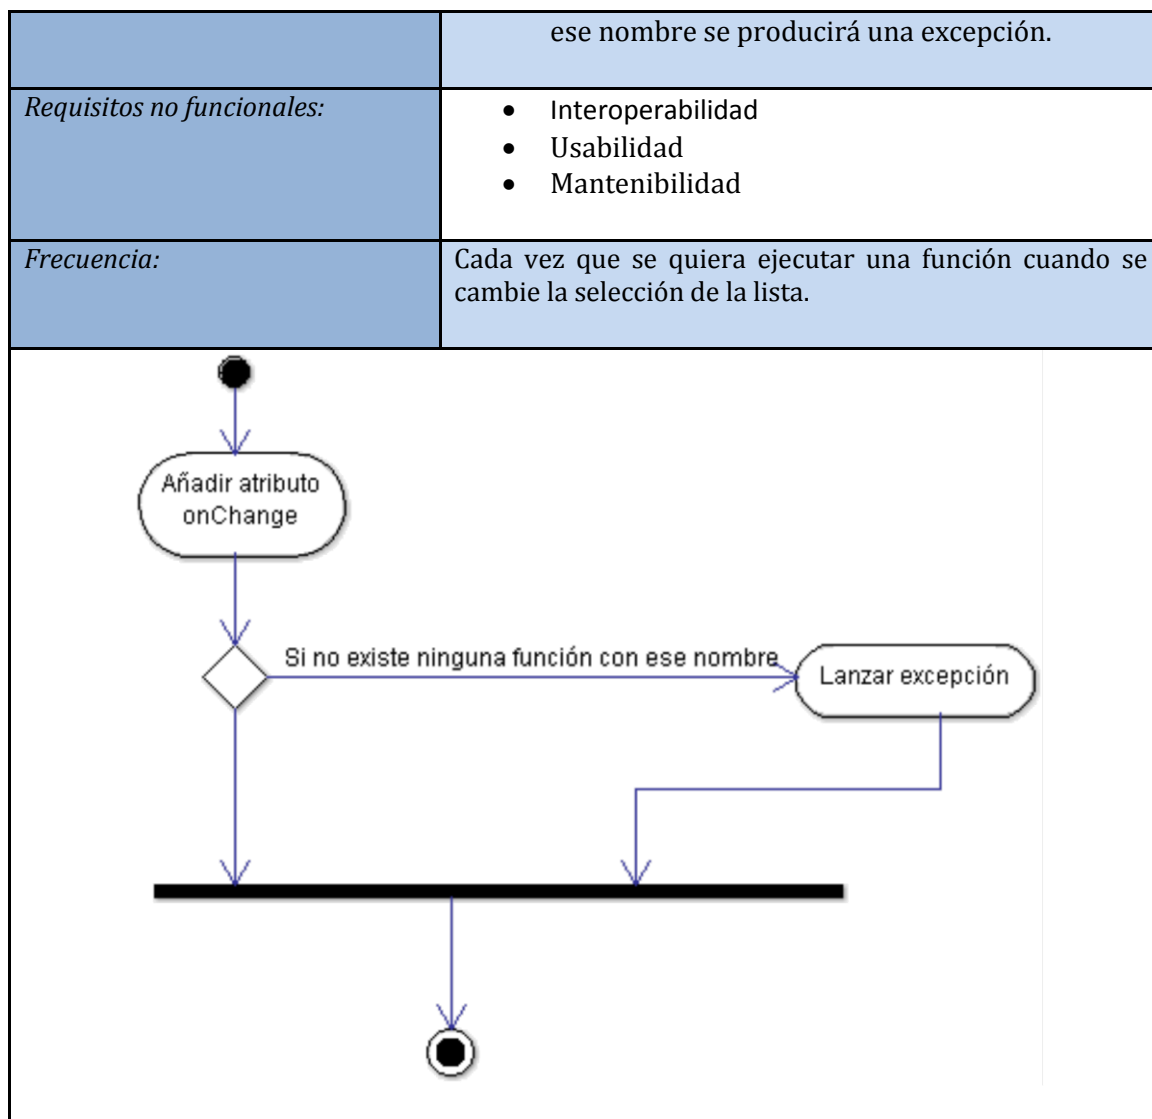 ese nombre se producirá una excepción.
Requisitos no funcionales:
• Interoperabilidad
• Usabilidad
• Mantenibilidad
Frecuencia:
Cada vez que se quiera ejecutar una función cuando se
cambie la selección de la lista.
Añadir atributo
onChange
Si no existe ninguna función con ese nombre
Lanzar excepción